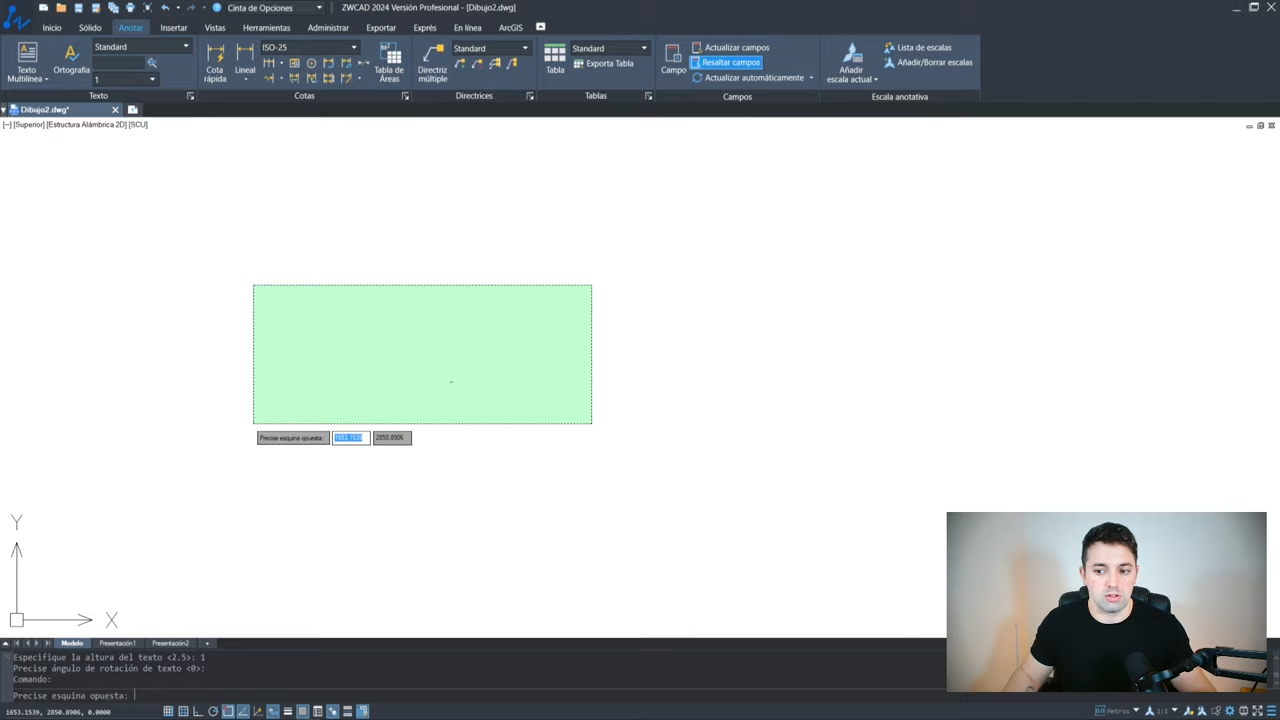 Cinta de Opciones
ZWCAD 2024 Versión Profesional - [Dibujo2.dwg]
Inicio Sólido Anotar Insertar Vistas Herramientas Administrar Exportar Exprés En línea ArcGIS
Texto Multilínea
Ortografía
Standard
1
Texto
Cota rápida
Lineal
ISO-25
Tabla de Áreas
Cotas
Directriz múltiple
Standard
Directrices
Tabla
Standard
Exporta Tabla
Tablas
Campo
Actualizar campos
Resaltar campos
Actualizar automáticamente
Campos
Añadir escala actual
Lista de escalas
Añadir/Borrar escalas
Escala anotativa
Dibujo2.dwg*
[−] [Superior] [Estructura Alámbrica 2D] [SCU]
Precise esquina opuesta: 1653.1539 2850.8906
Y
X
Modelo Presentación1 Presentación2 +
Especifique la altura del texto <2.5>: 1
Precise ángulo de rotación de texto <0>:
Comando:
Precise esquina opuesta:
1653.1539, 2850.8906, 0.0000
Metros 1:1